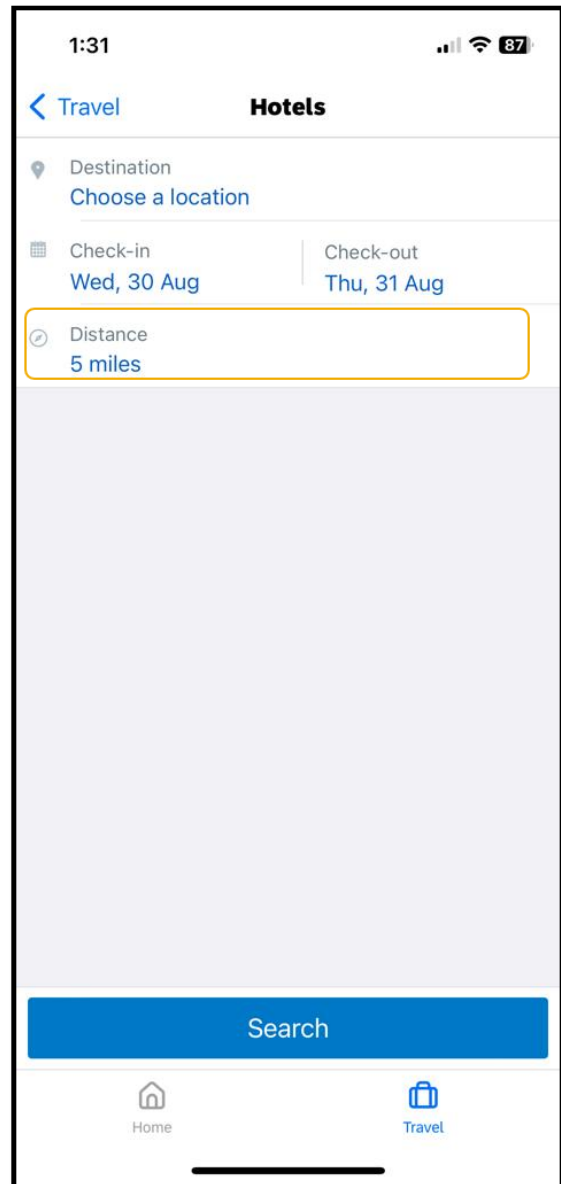 1:31
87
Travel
Hotels
Destination
Choose a location
Check-in
Check-out
Wed, 30 Aug
Thu, 31 Aug
Distance
5 miles
Search
Home
Travel